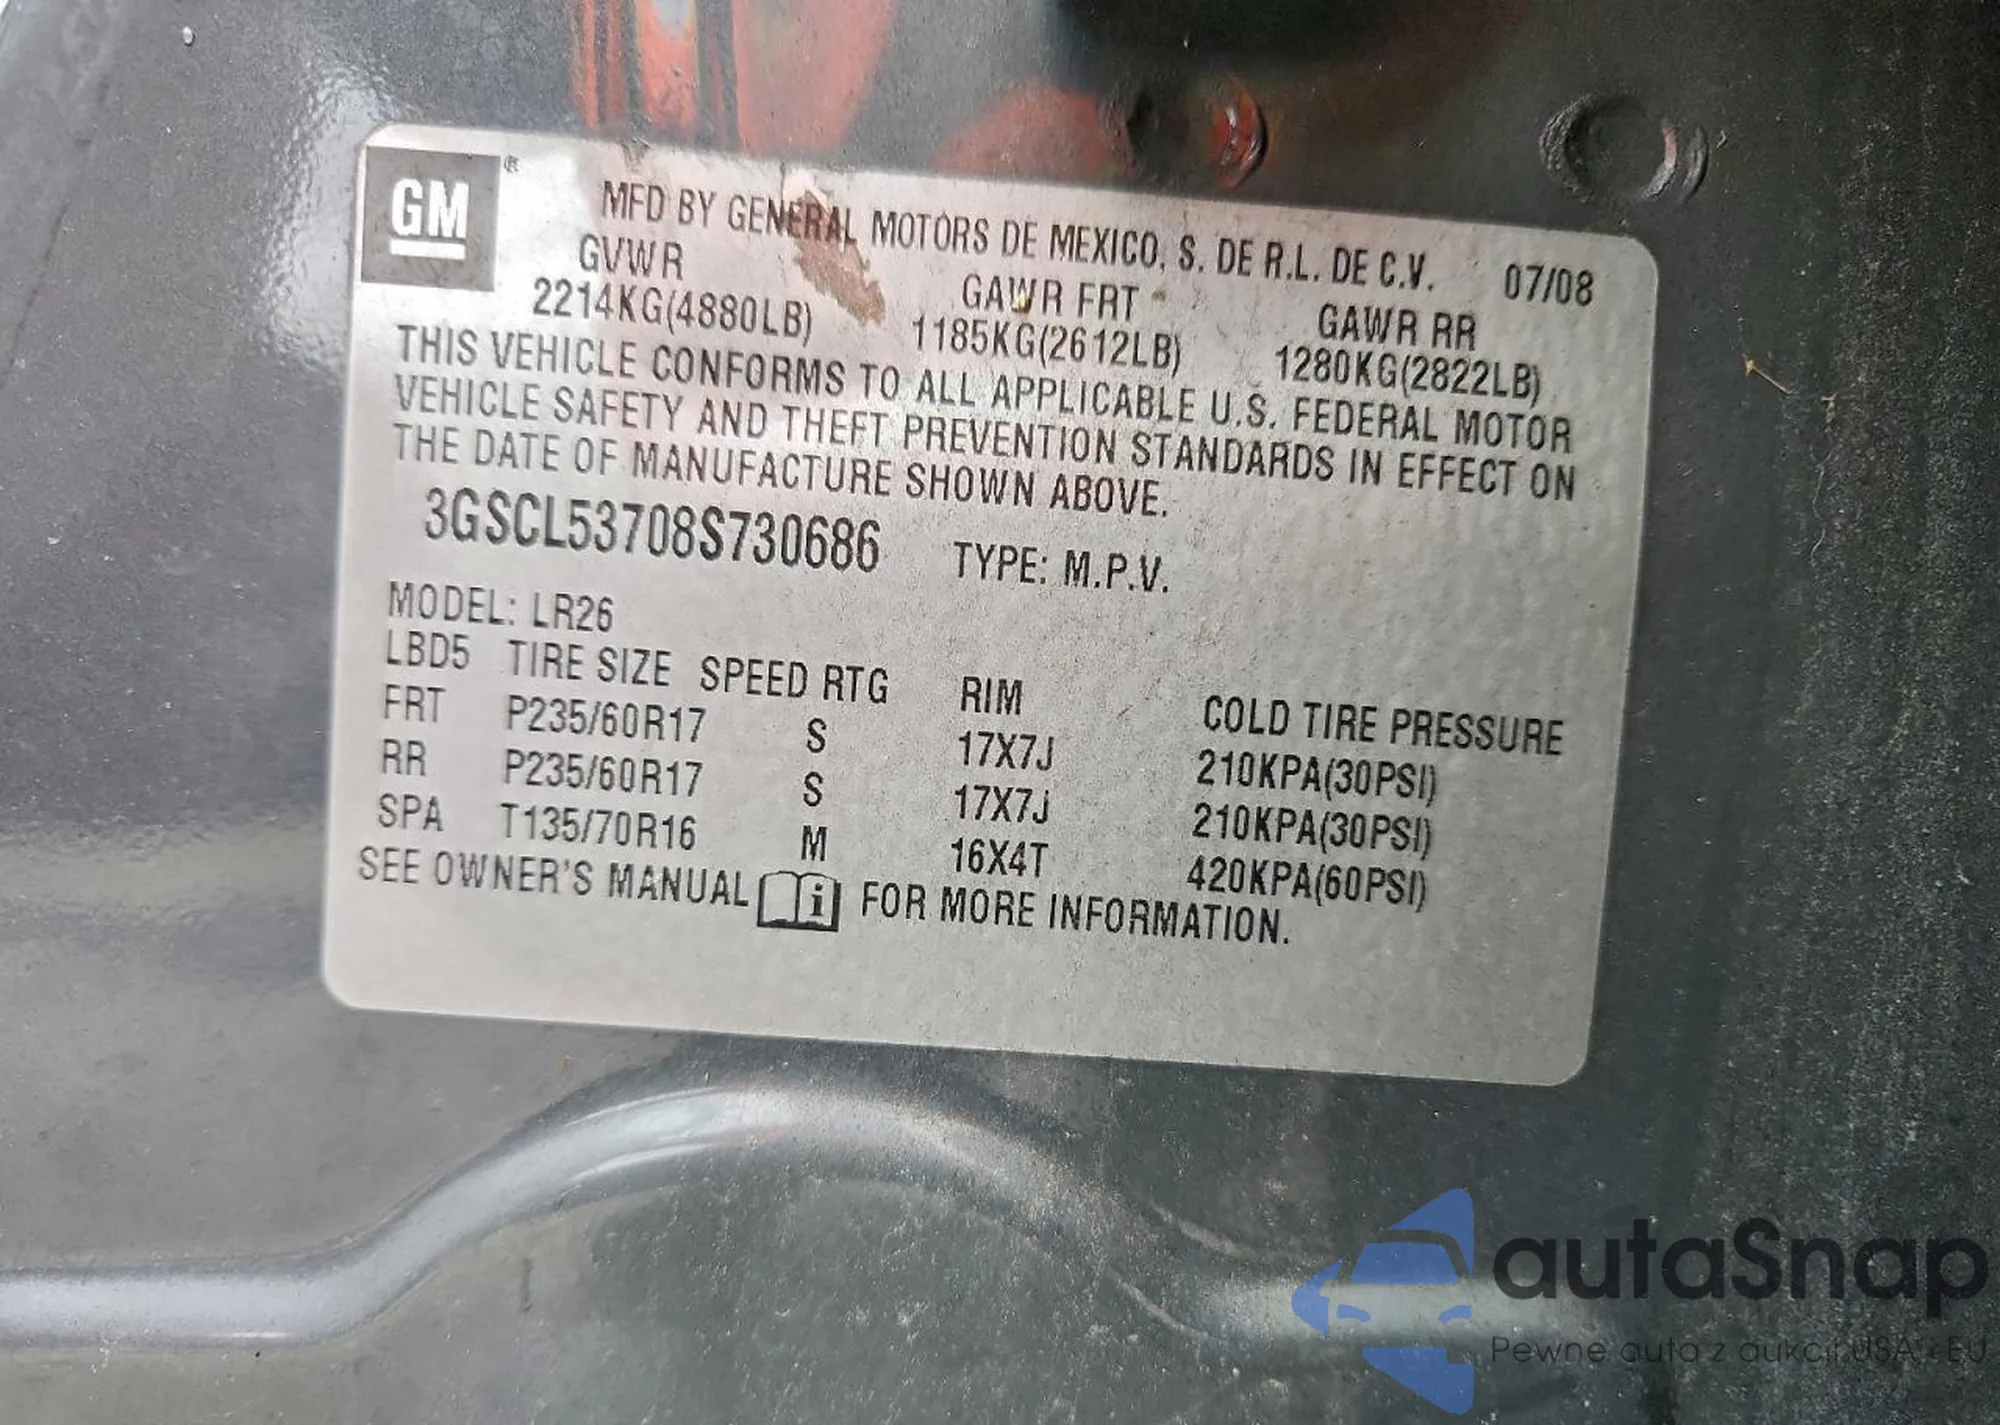 GM ®
MFD BY GENERAL MOTORS DE MEXICO, S. DE R.L. DE C.V. 07/08
GVWR GAWR FRT GAWR RR
2214KG(4880LB) 1185KG(2612LB) 1280KG(2822LB)
THIS VEHICLE CONFORMS TO ALL APPLICABLE U.S. FEDERAL MOTOR
VEHICLE SAFETY AND THEFT PREVENTION STANDARDS IN EFFECT ON
THE DATE OF MANUFACTURE SHOWN ABOVE.
3GSCL53708S730686 TYPE: M.P.V.
MODEL: LR26
LBD5 TIRE SIZE SPEED RTG RIM COLD TIRE PRESSURE
FRT P235/60R17 S 17X7J 210KPA(30PSI)
RR P235/60R17 S 17X7J 210KPA(30PSI)
SPA T135/70R16 M 16X4T 420KPA(60PSI)
SEE OWNER'S MANUAL i FOR MORE INFORMATION.
autaSnap
Pewne auta z aukcji USA i EU